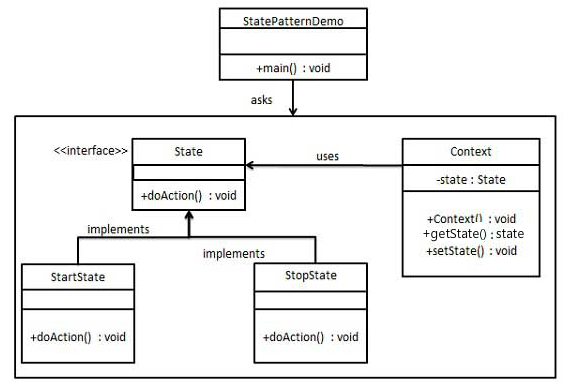 StatePatternDemo
+main() : void
asks
<<interface>>
State
+doAction() : void
uses
Context
-state : State
+Context() : void
+getState() : state
+setState() : void
implements
implements
StartState
+doAction() : void
StopState
+doAction() : void